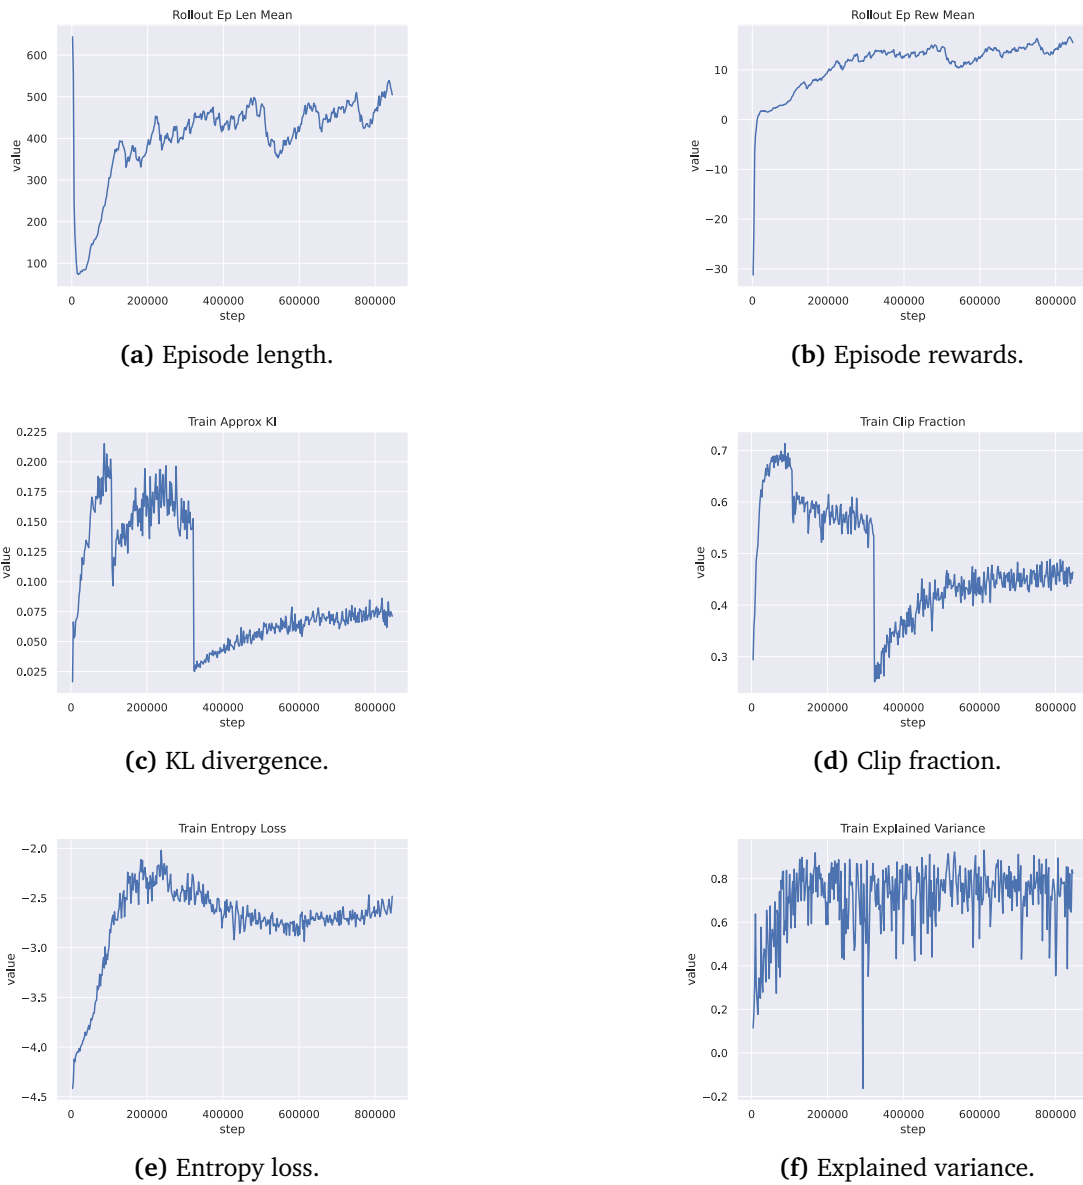 Rollout Ep Len Mean
600
500
400
300
200
100
value
0 200000 400000 600000 800000
step
(a) Episode length.
Rollout Ep Rew Mean
10
0
−10
−20
−30
value
0 200000 400000 600000 800000
step
(b) Episode rewards.
Train Approx Kl
0.225
0.200
0.175
0.150
0.125
0.100
0.075
0.050
0.025
value
0 200000 400000 600000 800000
step
(c) KL divergence.
Train Clip Fraction
0.7
0.6
0.5
0.4
0.3
value
0 200000 400000 600000 800000
step
(d) Clip fraction.
Train Entropy Loss
−2.0
−2.5
−3.0
−3.5
−4.0
−4.5
value
0 200000 400000 600000 800000
step
(e) Entropy loss.
Train Explained Variance
0.8
0.6
0.4
0.2
0.0
−0.2
value
0 200000 400000 600000 800000
step
(f) Explained variance.